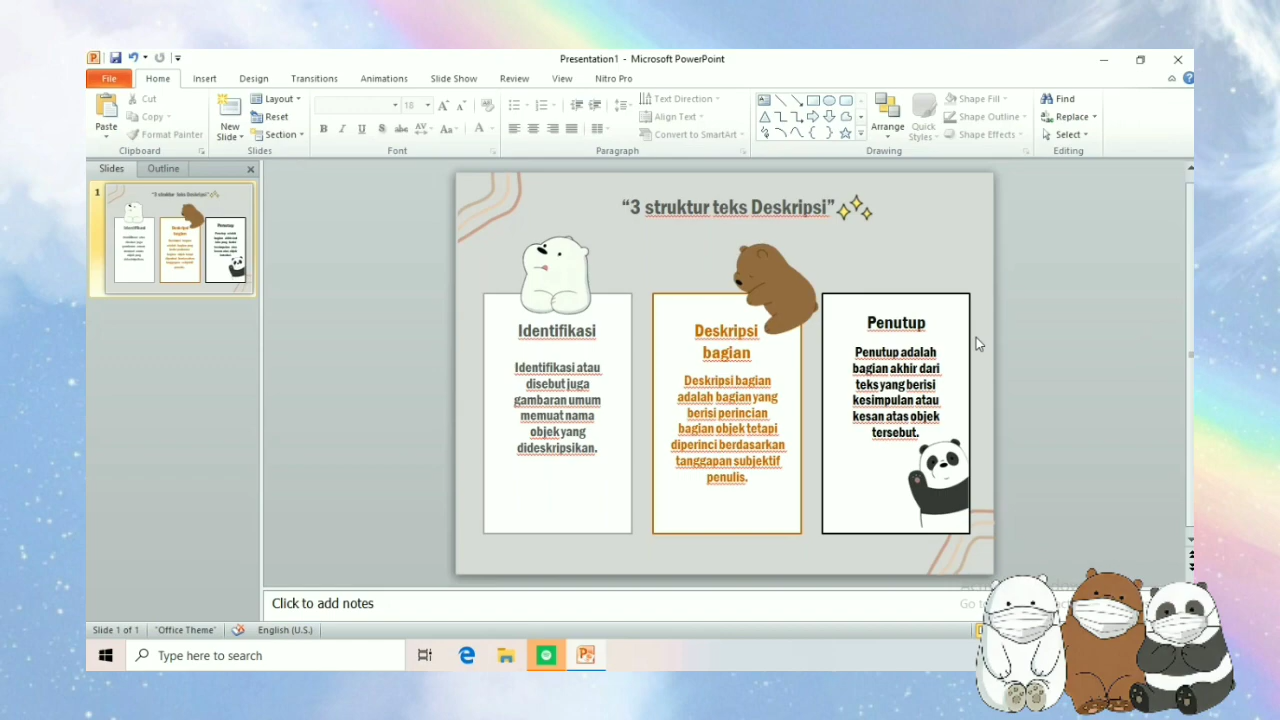 Presentation1 - Microsoft PowerPoint
File Home Insert Design Transitions Animations Slide Show Review View Nitro Pro
Paste
Cut
Copy
Format Painter
Clipboard
New
Slide
Layout
Reset
Section
Slides
18
Font
Text Direction
Align Text
Convert to SmartArt
Paragraph
Arrange
Quick
Styles
Shape Fill
Shape Outline
Shape Effects
Drawing
Find
Replace
Select
Editing
Slides Outline
1
“3 struktur teks Deskripsi”
Identifikasi
Identifikasi atau
disebut juga
gambaran umum
memuat nama
objek yang
dideskripsikan.
Deskripsi
bagian
Deskripsi bagian
adalah bagian yang
berisi perincian
bagian objek tetapi
diperinci berdasarkan
tanggapan subjektif
penulis.
Penutup
Penutup adalah
bagian akhir dari
teks yang berisi
kesimpulan atau
kesan atas objek
tersebut.
Click to add notes
Slide 1 of 1 "Office Theme" English (U.S.)
Type here to search